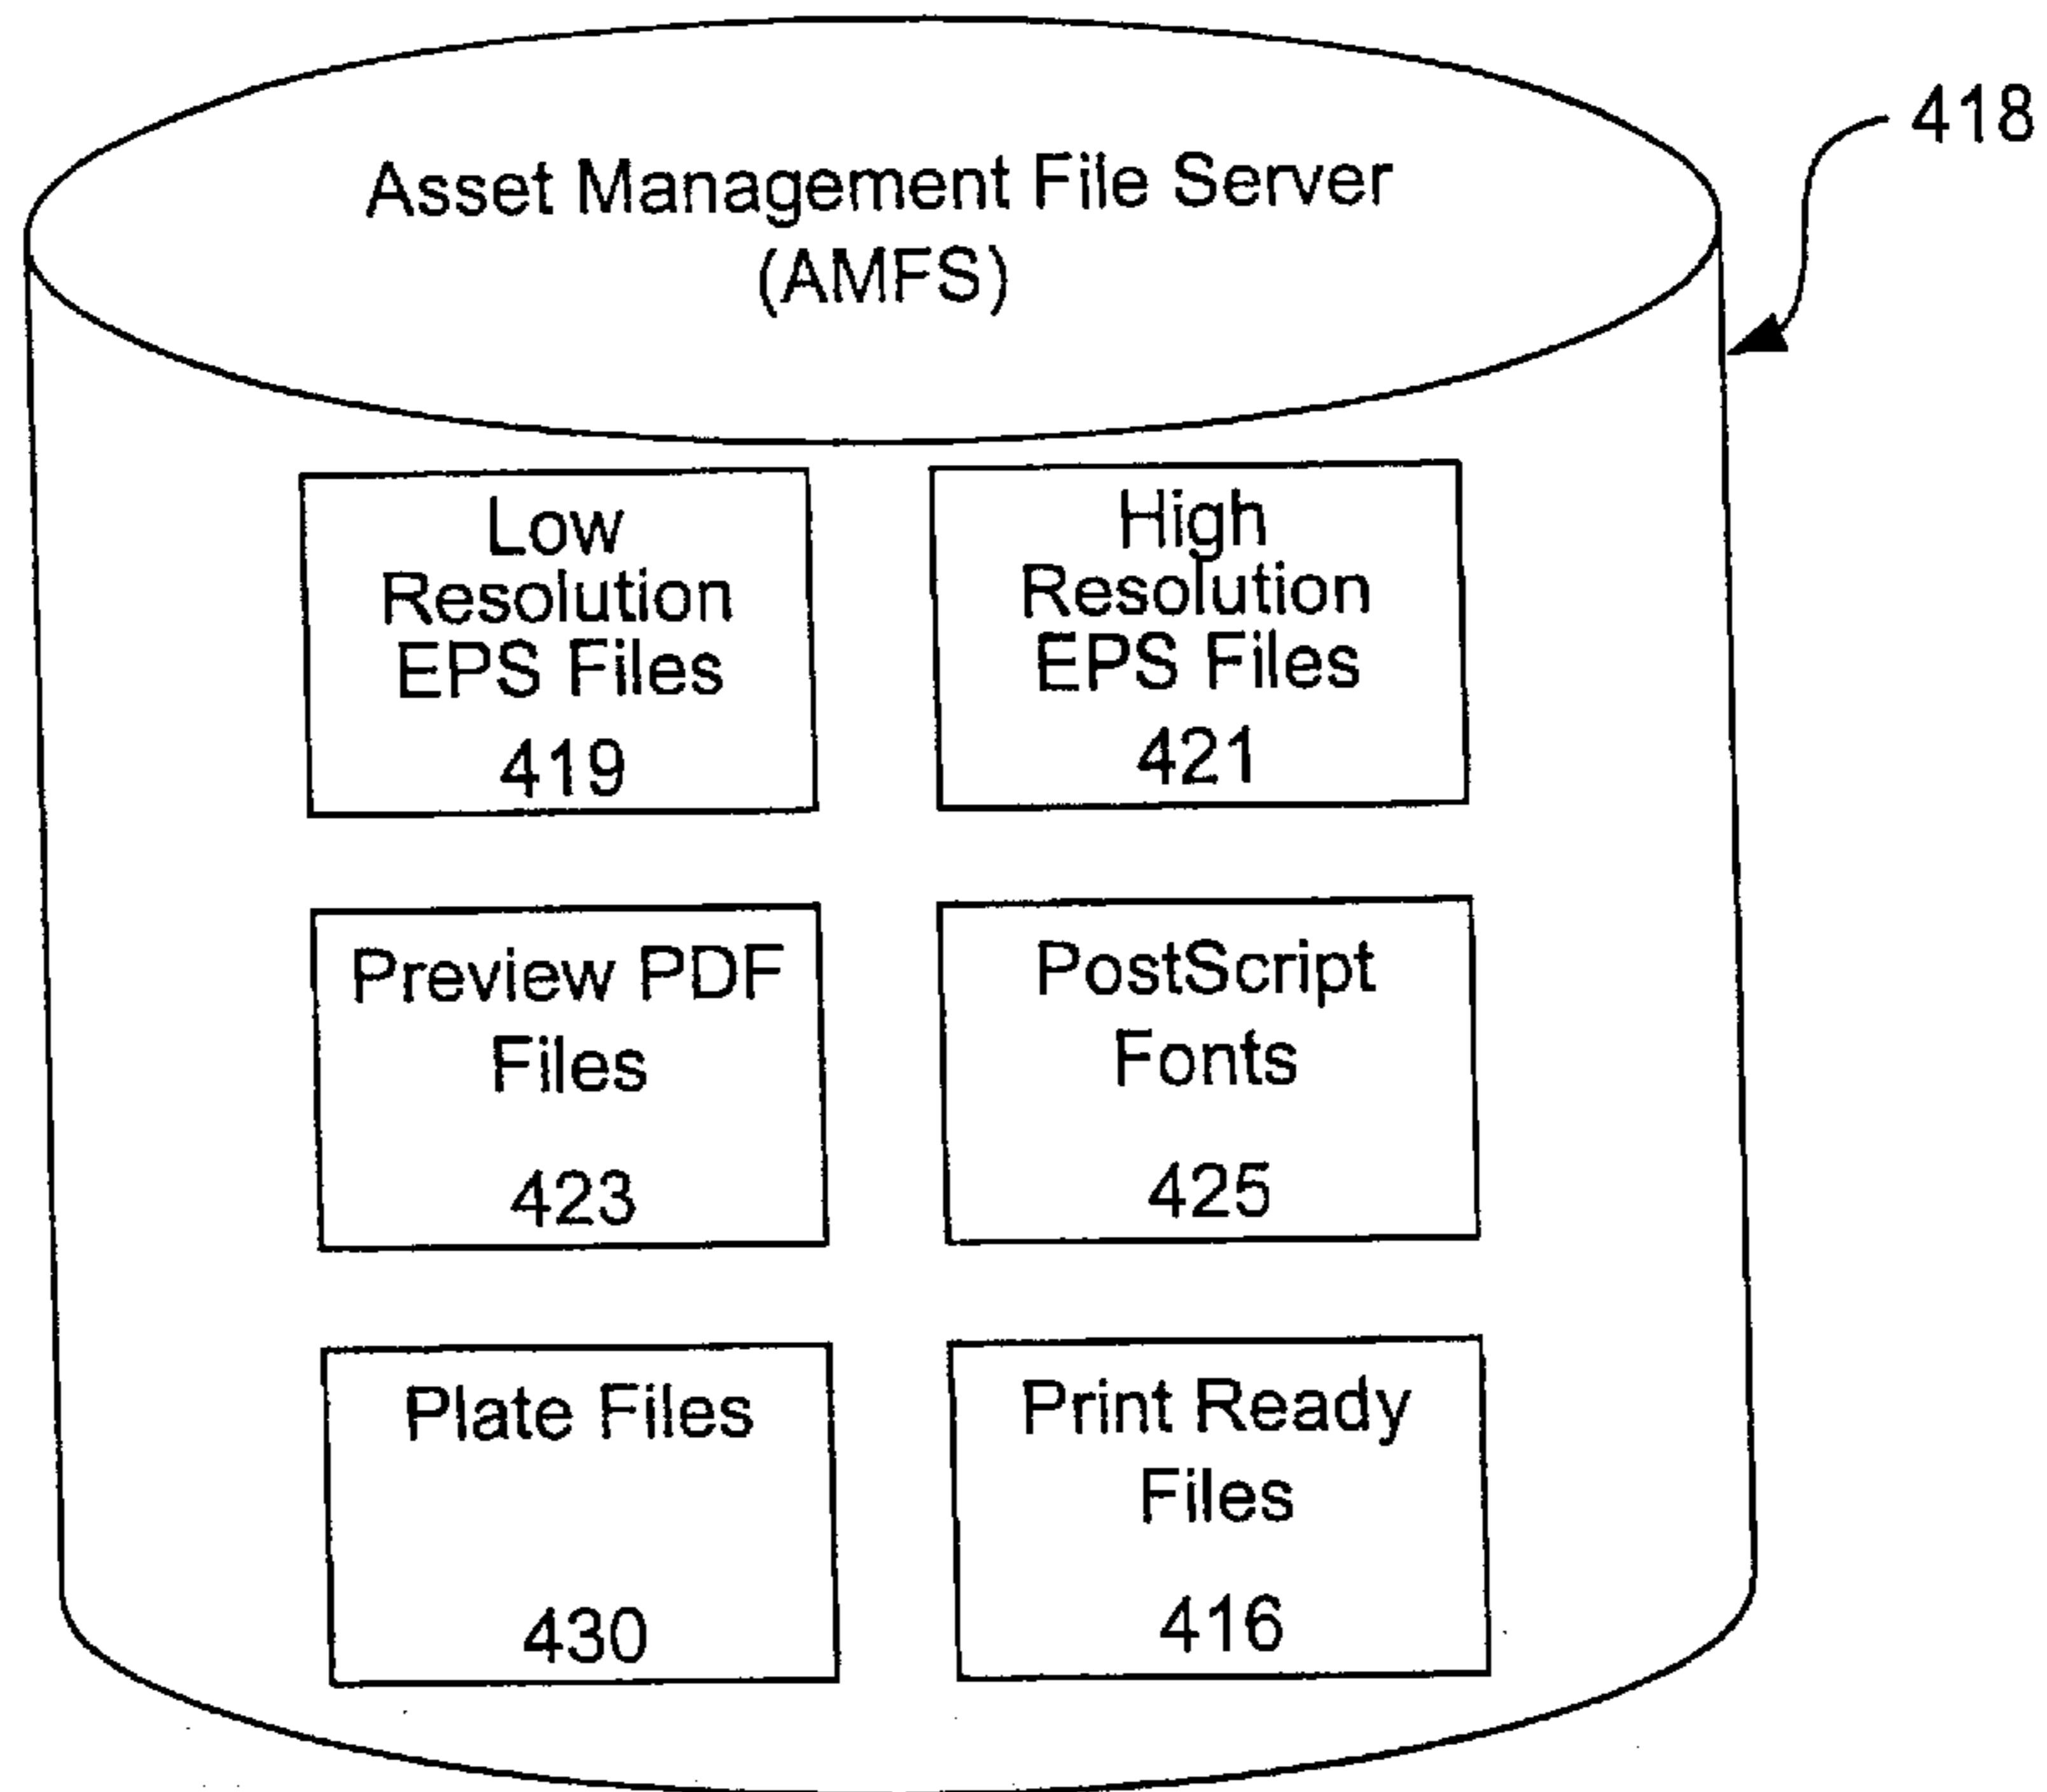 Asset Management File Server
(AMFS)
418
Low
Resolution
EPS Files
419
High
Resolution
EPS Files
421
Preview PDF
Files
423
PostScript
Fonts
425
Plate Files
430
Print Ready
Files
416